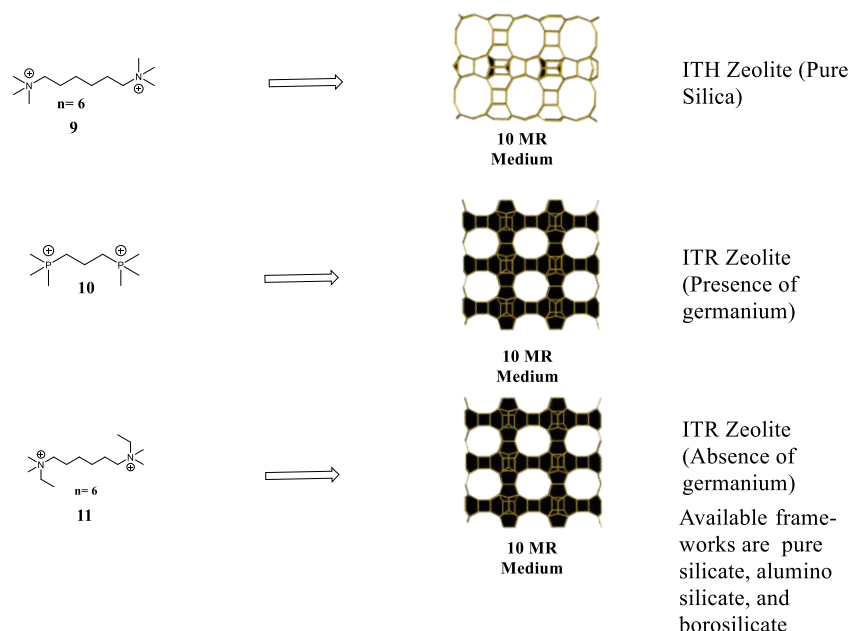 N
⊕
N
⊕
n= 6
9
10 MR
Medium
ITH Zeolite (Pure
Silica)
⊕
P
⊕
P
10
10 MR
Medium
ITR Zeolite
(Presence of
germanium)
⊕
N
N
⊕
n= 6
11
10 MR
Medium
ITR Zeolite
(Absence of
germanium)
Available frame-
works are pure
silicate, alumino
silicate, and
borosilicate